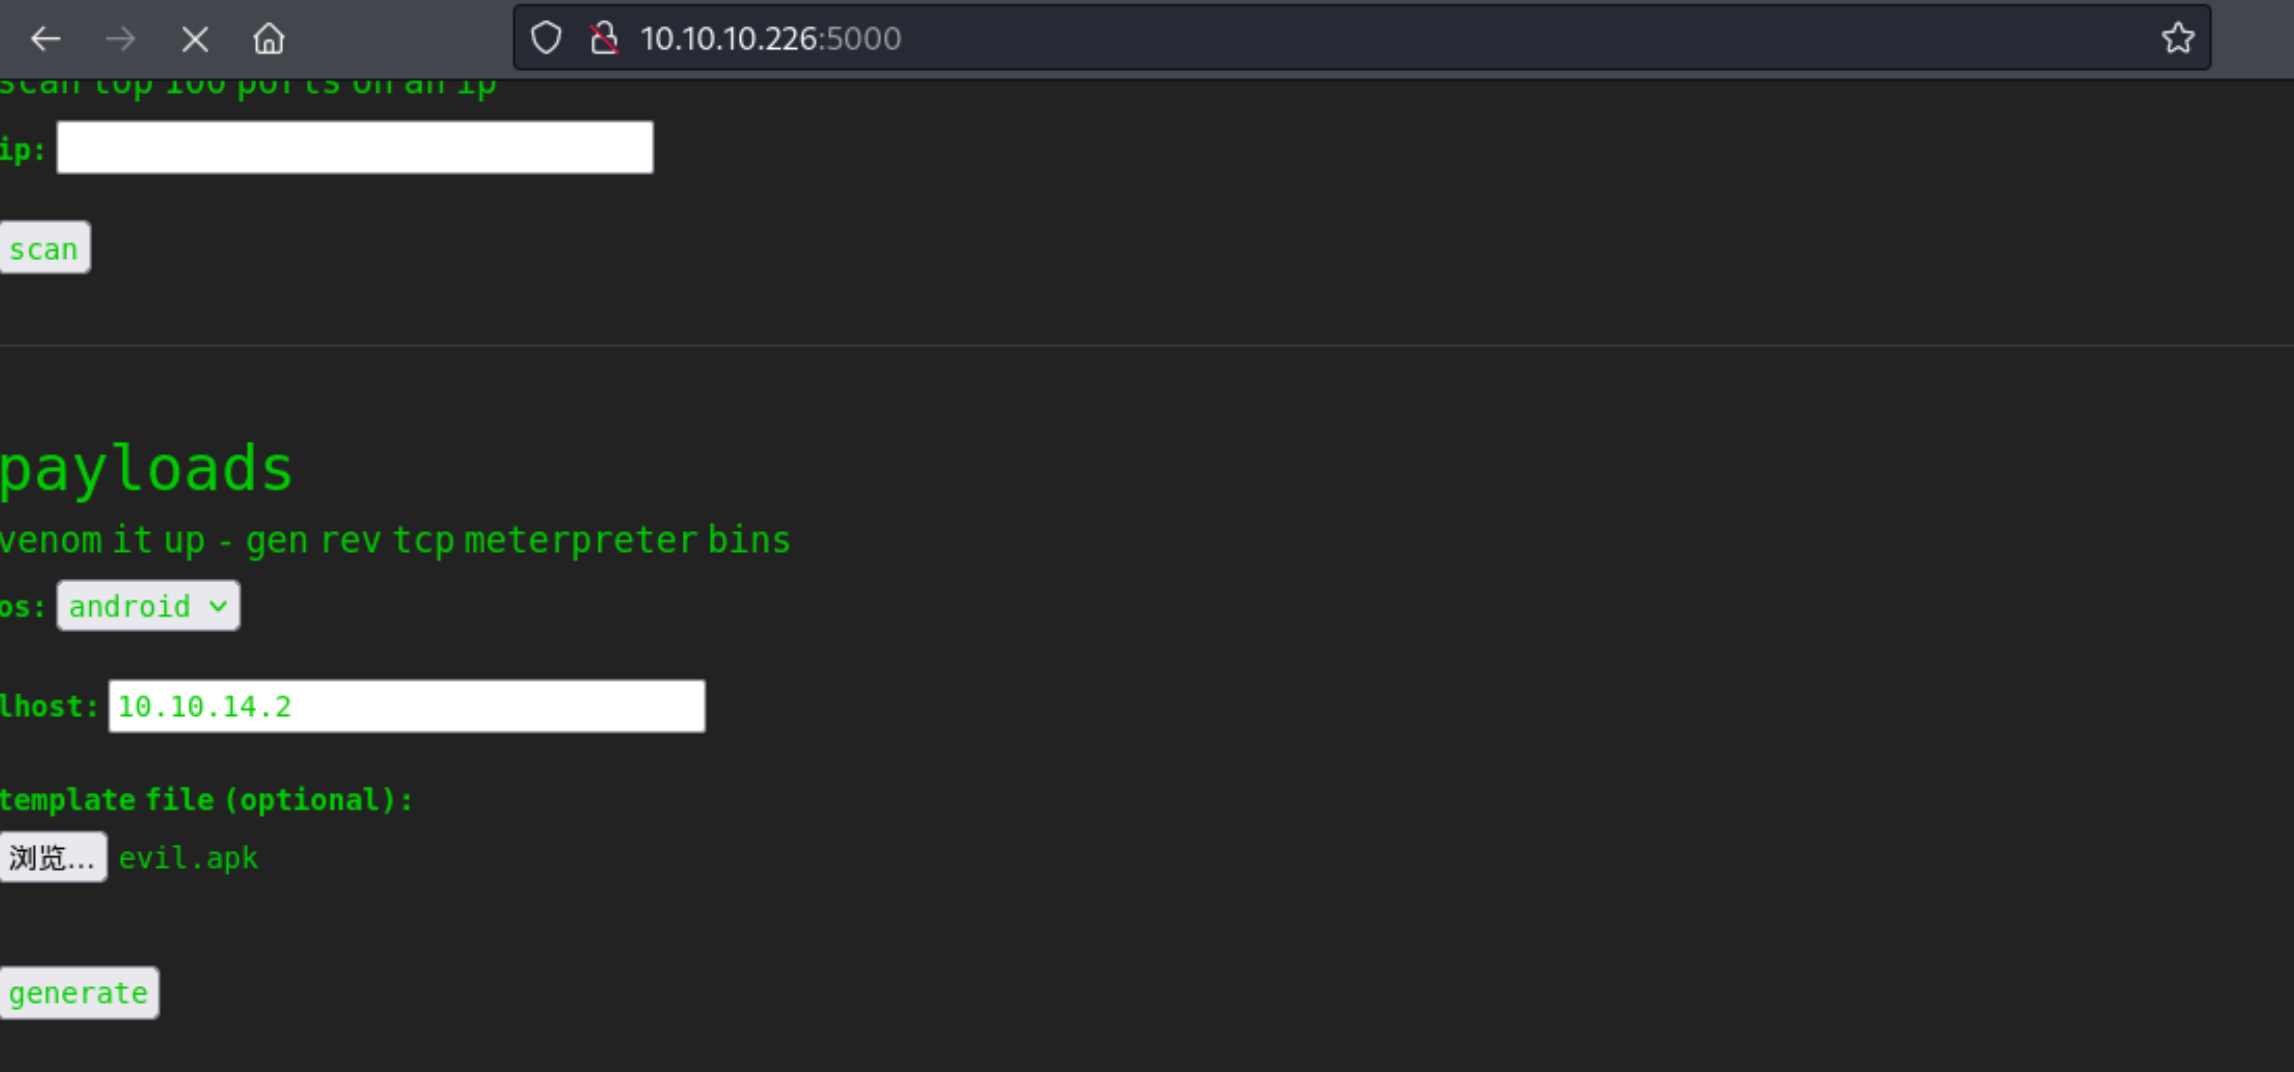 10.10.10.226:5000
scan top 100 ports on an ip
ip:
scan
payloads
venom it up - gen rev tcp meterpreter bins
os: android
lhost: 10.10.14.2
template file (optional):
浏览... evil.apk
generate